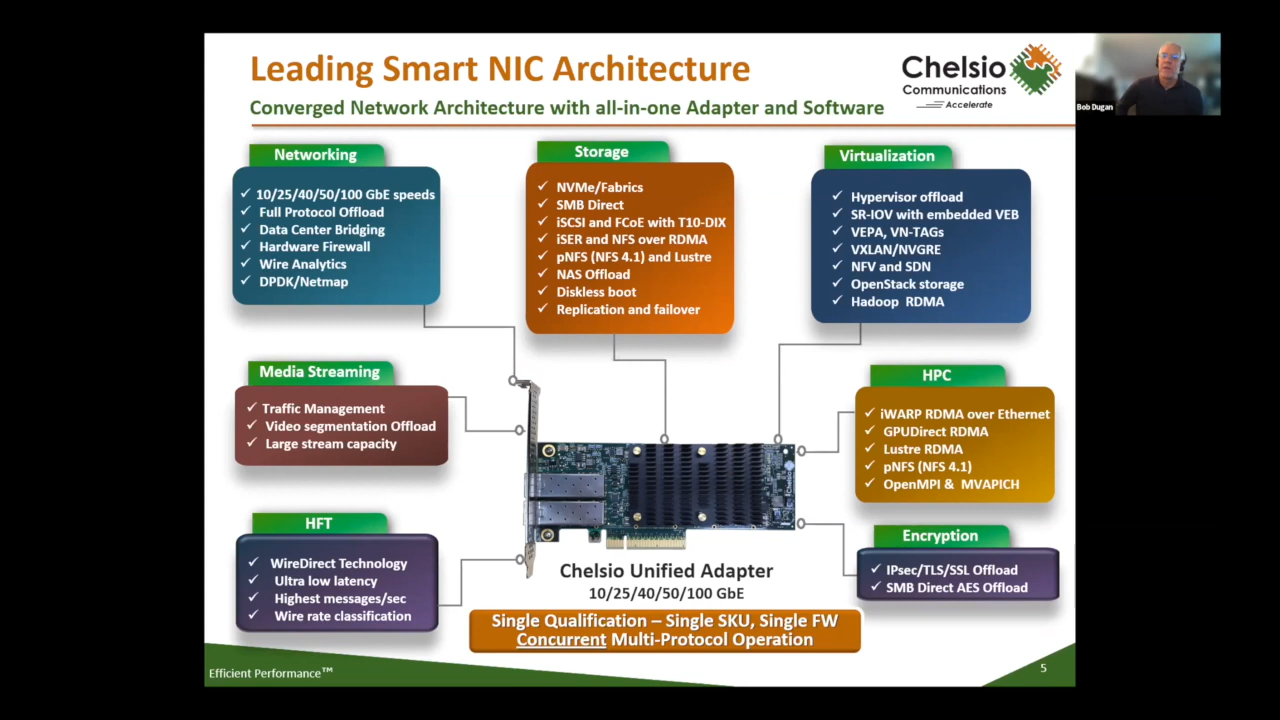 Leading Smart NIC Architecture
Converged Network Architecture with all-in-one Adapter and Software
Chelsio
Communications
Accelerate
Bob Dugan
Networking
✓ 10/25/40/50/100 GbE speeds
✓ Full Protocol Offload
✓ Data Center Bridging
✓ Hardware Firewall
✓ Wire Analytics
✓ DPDK/Netmap
Storage
✓ NVMe/Fabrics
✓ SMB Direct
✓ iSCSI and FCoE with T10-DIX
✓ iSER and NFS over RDMA
✓ pNFS (NFS 4.1) and Lustre
✓ NAS Offload
✓ Diskless boot
✓ Replication and failover
Virtualization
✓ Hypervisor offload
✓ SR-IOV with embedded VEB
✓ VEPA, VN-TAGs
✓ VXLAN/NVGRE
✓ NFV and SDN
✓ OpenStack storage
✓ Hadoop RDMA
Media Streaming
✓ Traffic Management
✓ Video segmentation Offload
✓ Large stream capacity
HPC
✓ iWARP RDMA over Ethernet
✓ GPUDirect RDMA
✓ Lustre RDMA
✓ pNFS (NFS 4.1)
✓ OpenMPI & MVAPICH
HFT
✓ WireDirect Technology
✓ Ultra low latency
✓ Highest messages/sec
✓ Wire rate classification
Encryption
✓ IPsec/TLS/SSL Offload
✓ SMB Direct AES Offload
Chelsio
Chelsio Unified Adapter
10/25/40/50/100 GbE
Single Qualification – Single SKU, Single FW
Concurrent Multi-Protocol Operation
Efficient Performance™
5